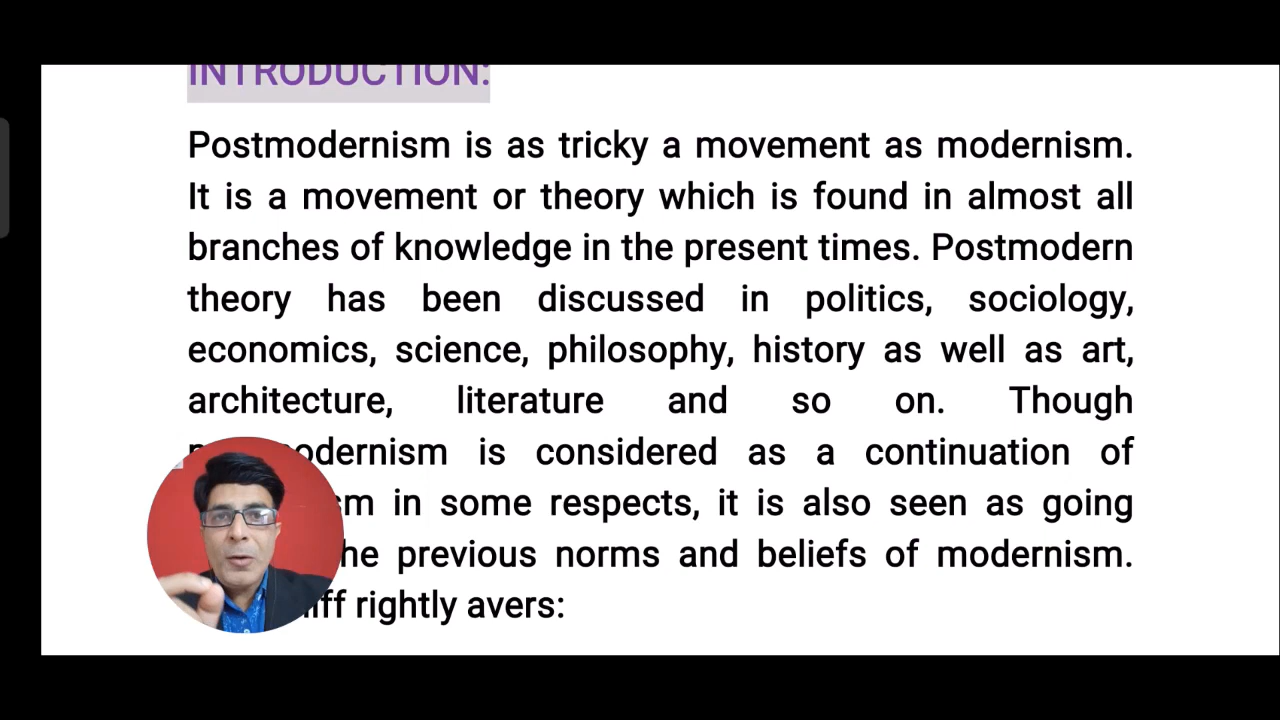 INTRODUCTION:
Postmodernism is as tricky a movement as modernism.
It is a movement or theory which is found in almost all
branches of knowledge in the present times. Postmodern
theory has been discussed in politics, sociology,
economics, science, philosophy, history as well as art,
architecture, literature and so on. Though
is considered as a continuation of
in some respects, it is also seen as going
previous norms and beliefs of modernism.
rightly avers: